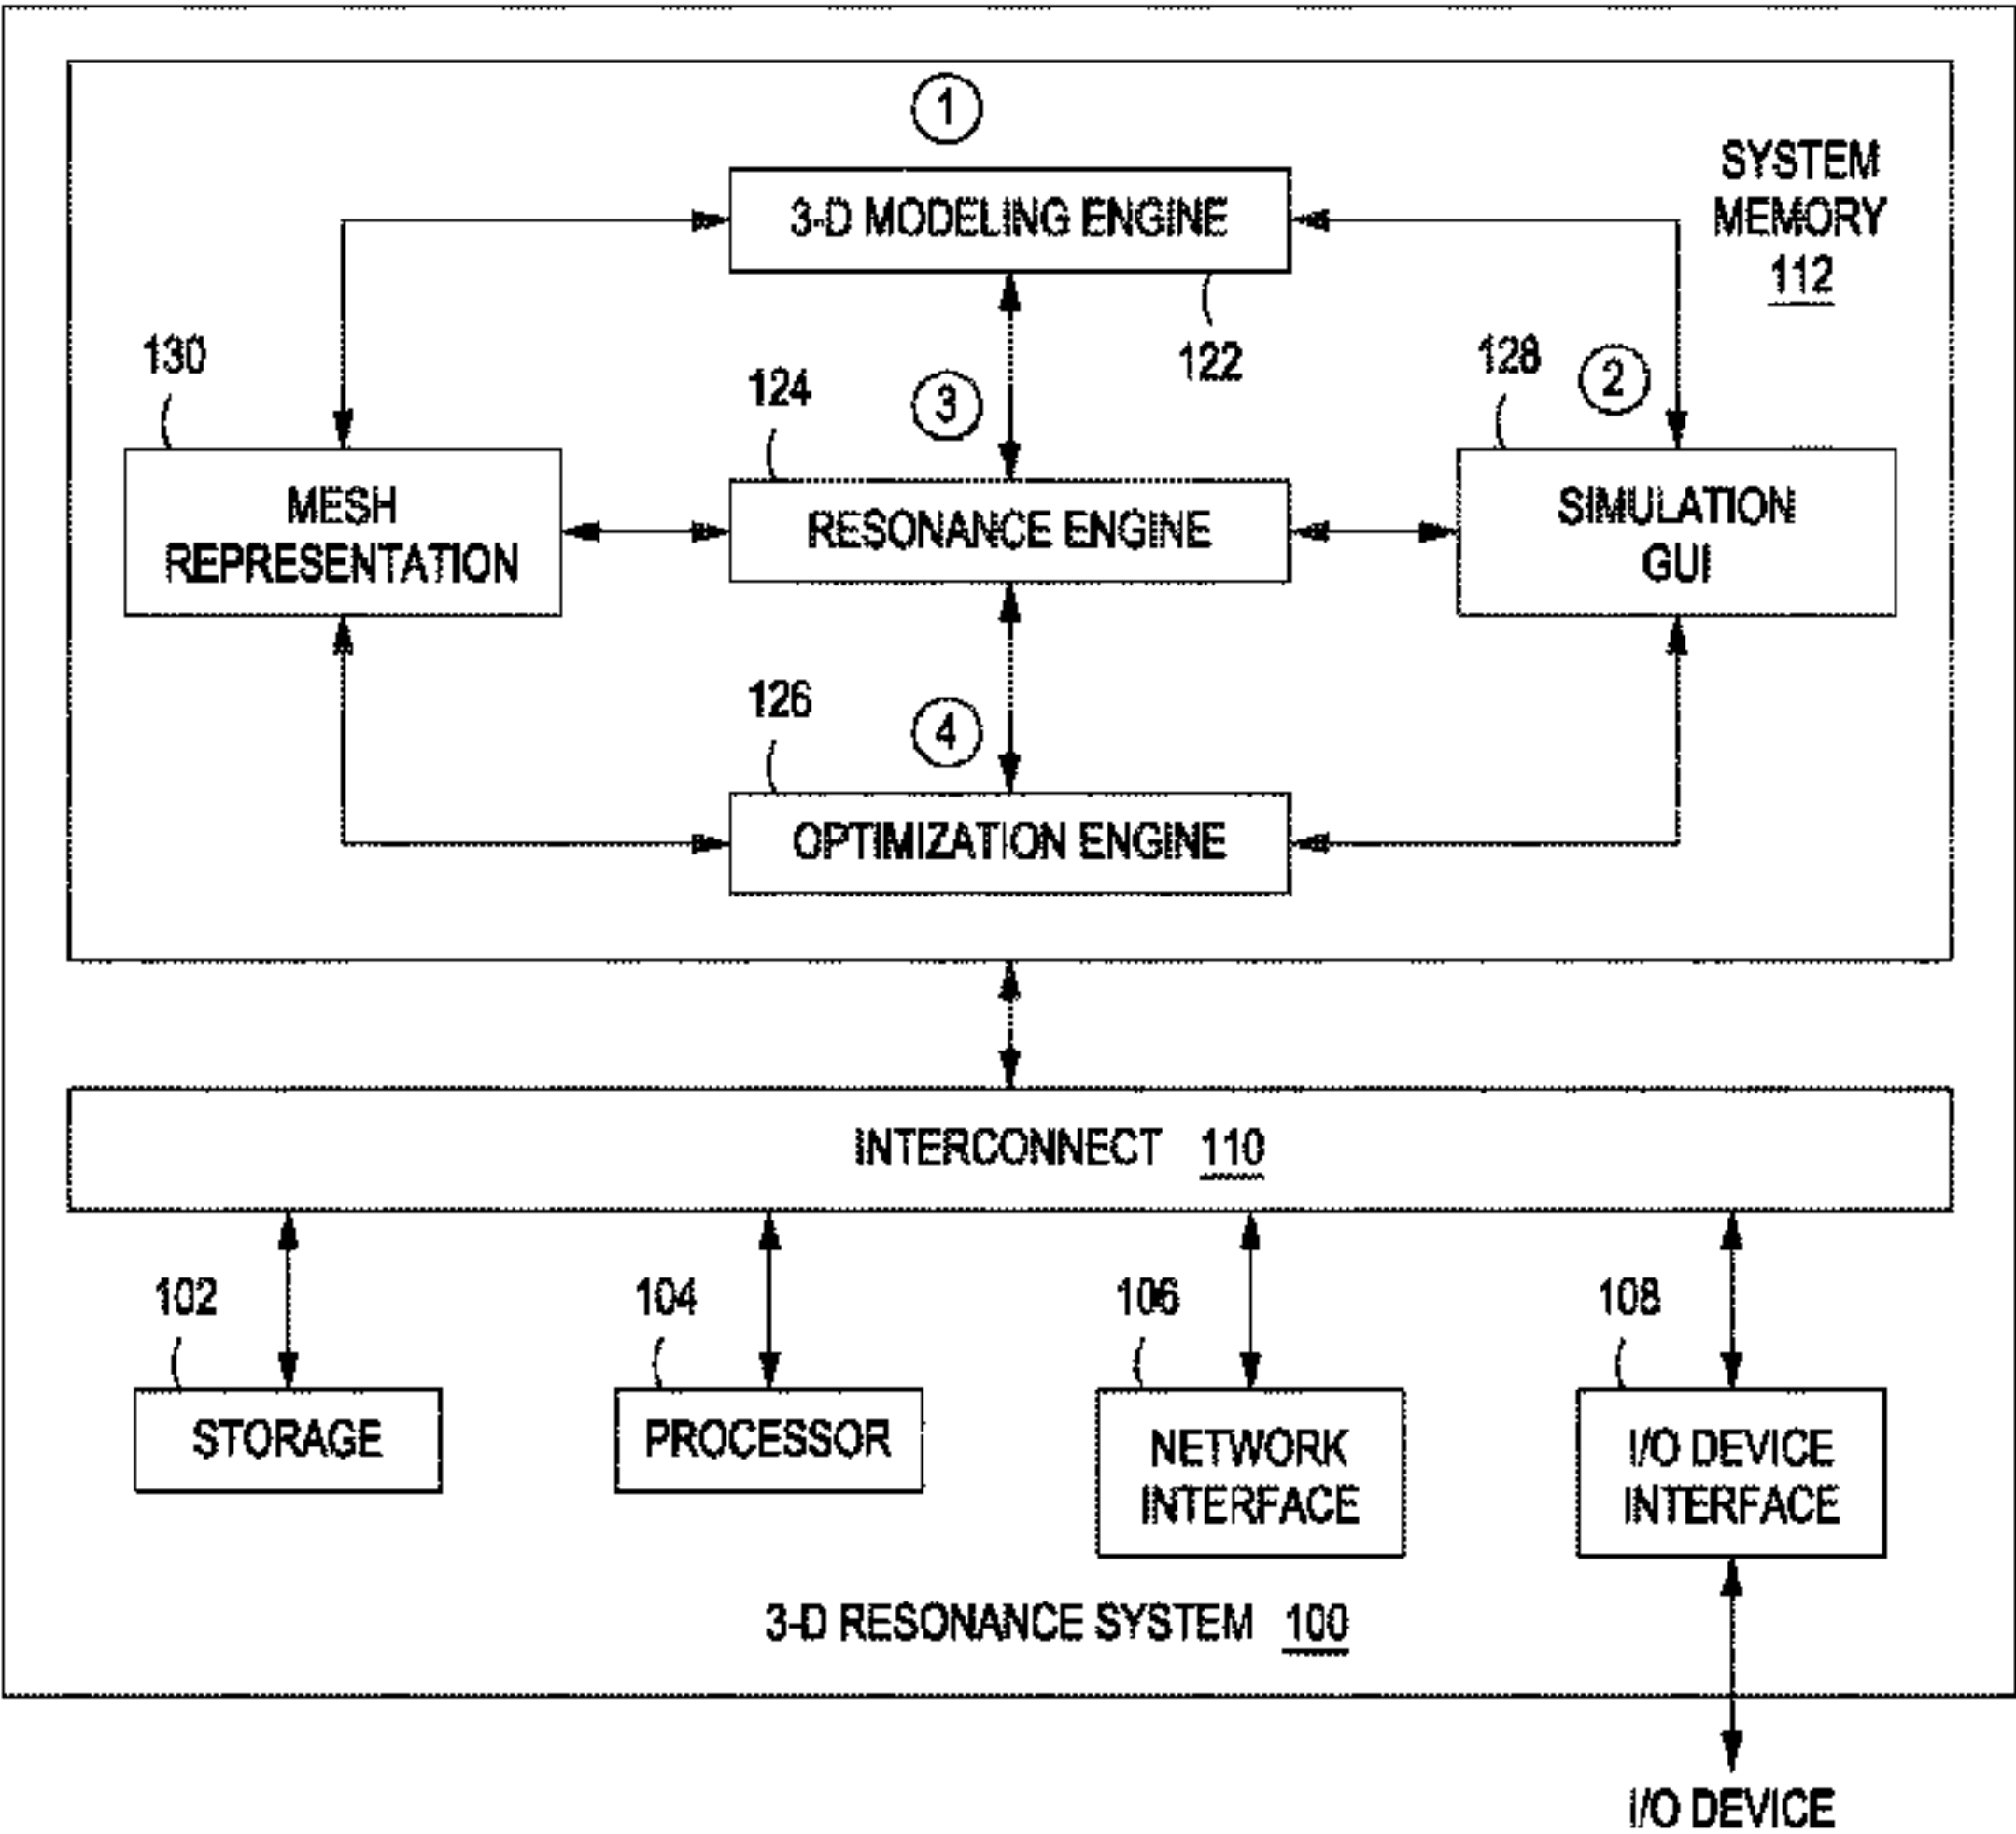 1
3-D MODELING ENGINE
SYSTEM
MEMORY
112
130
124
3
122
128
2
MESH
REPRESENTATION
RESONANCE ENGINE
SIMULATION
GUI
126
4
OPTIMIZATION ENGINE
INTERCONNECT 110
102
104
106
108
STORAGE
PROCESSOR
NETWORK
INTERFACE
I/O DEVICE
INTERFACE
3-D RESONANCE SYSTEM 100
I/O DEVICE